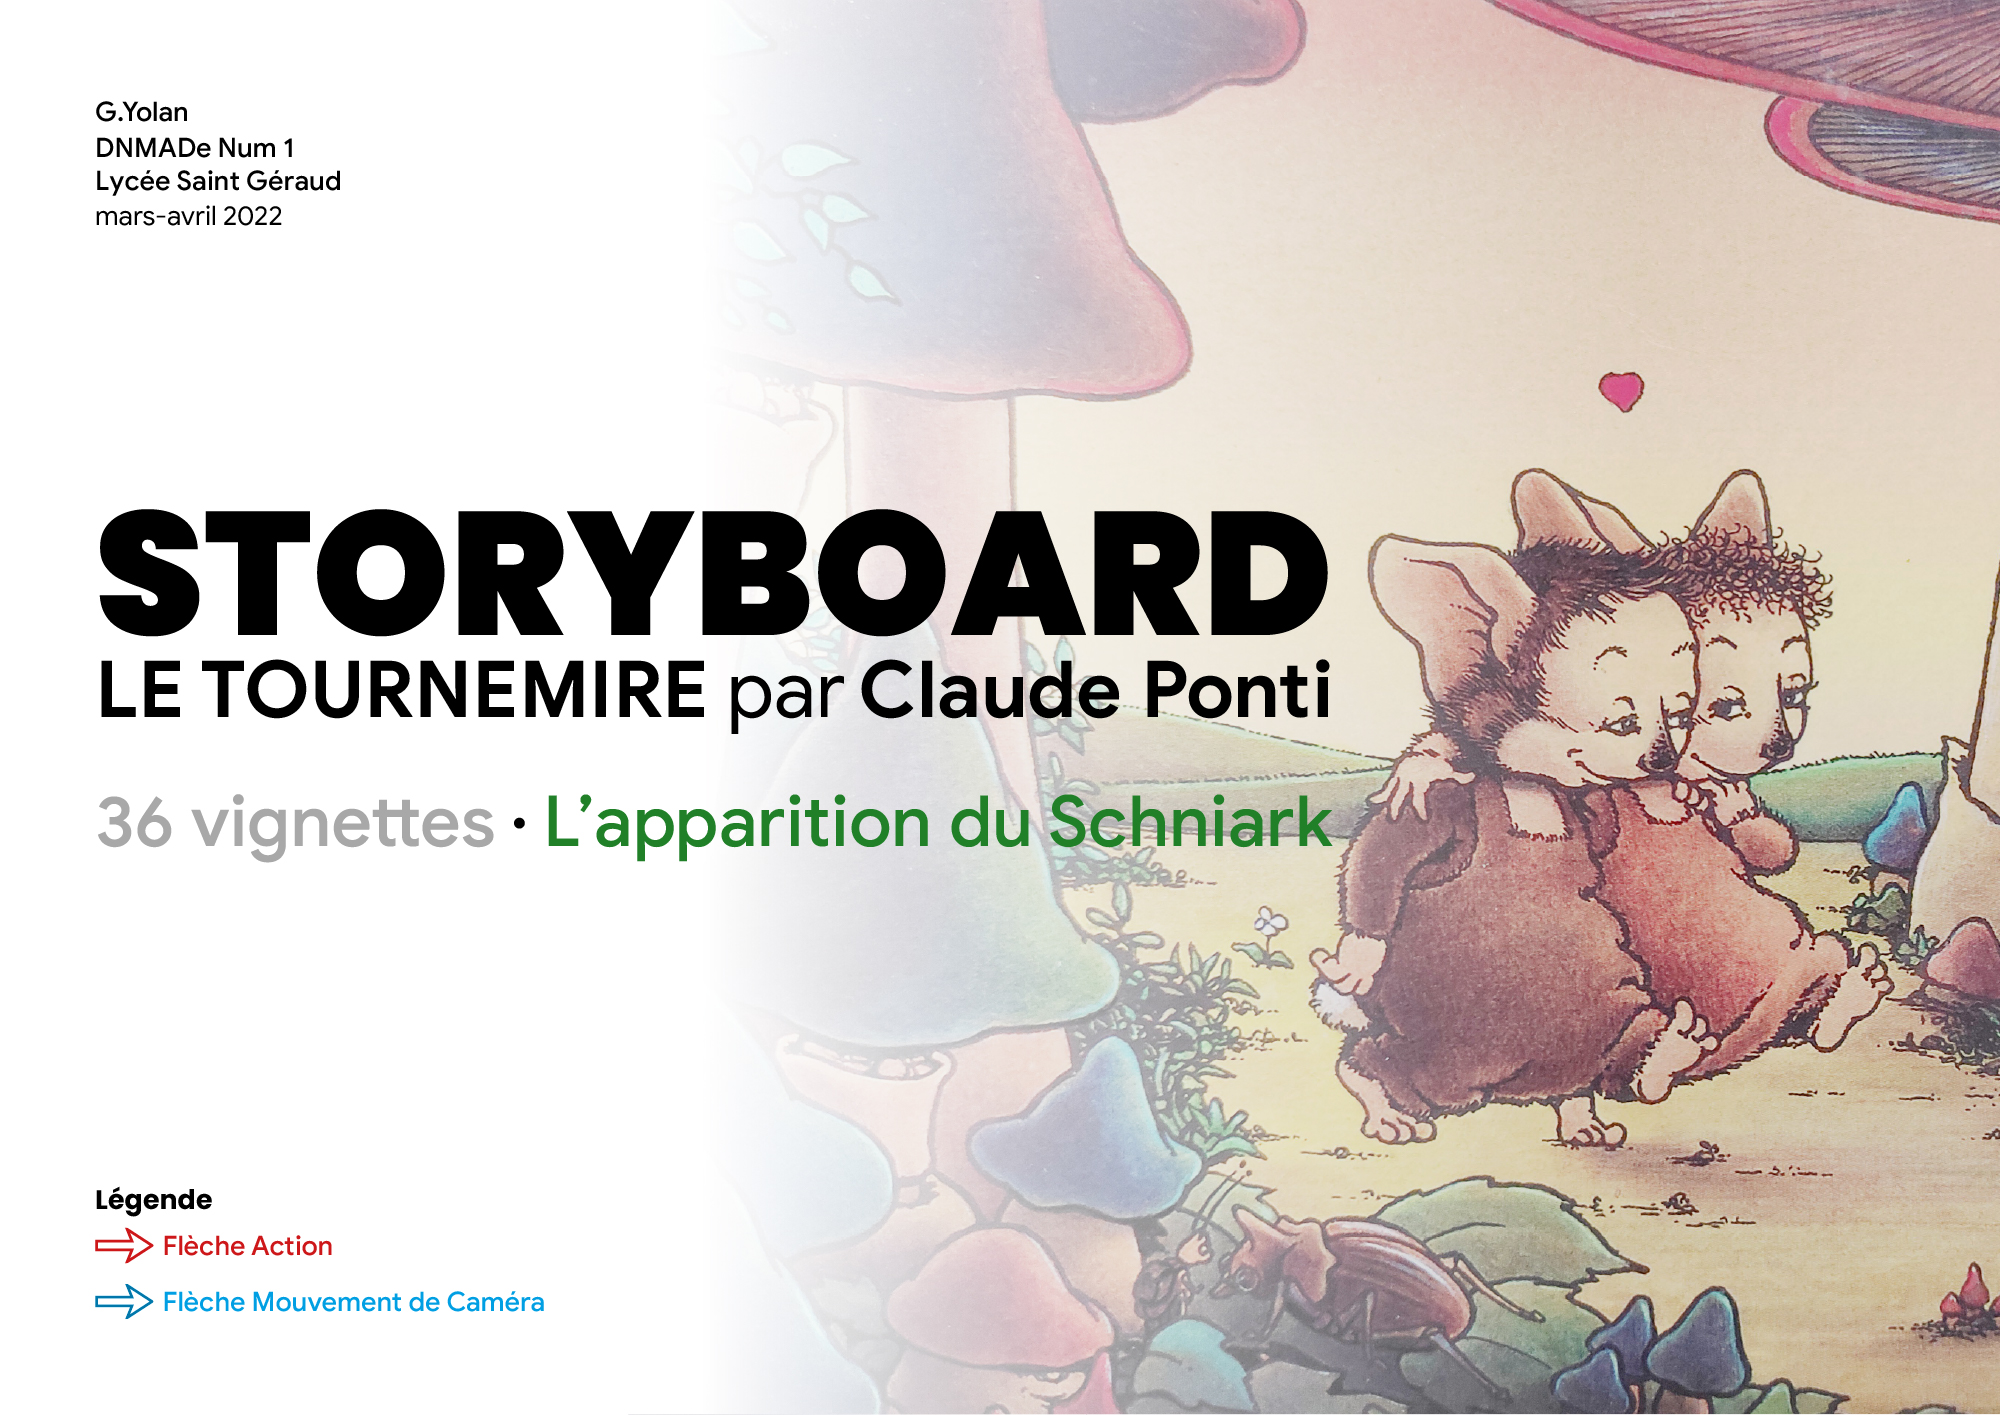 G.Yolan
DNMADe Num 1
Lycée Saint Géraud
mars-avril 2022
STORYBOARD
LE TOURNEMIRE par Claude Ponti
36 vignettes · L’apparition du Schniark
Légende
Flèche Action
Flèche Mouvement de Caméra